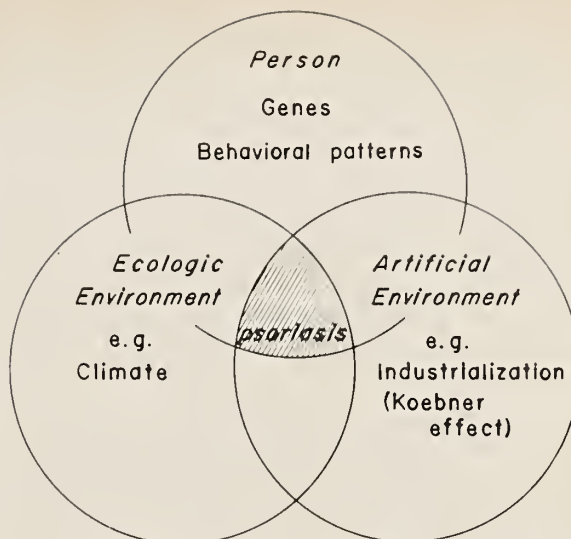 Person
Genes
Behavioral patterns
Ecologic
Environment
e.g.
Climate
psoriasis
Artificial
Environment
e.g.
Industrialization
(Koebner
effect)